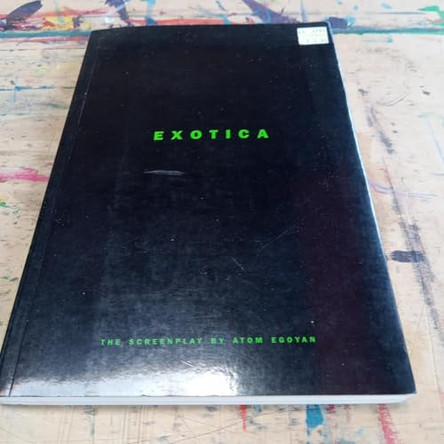 EXOTICA
THE SCREENPLAY BY ATOM EGOYAN